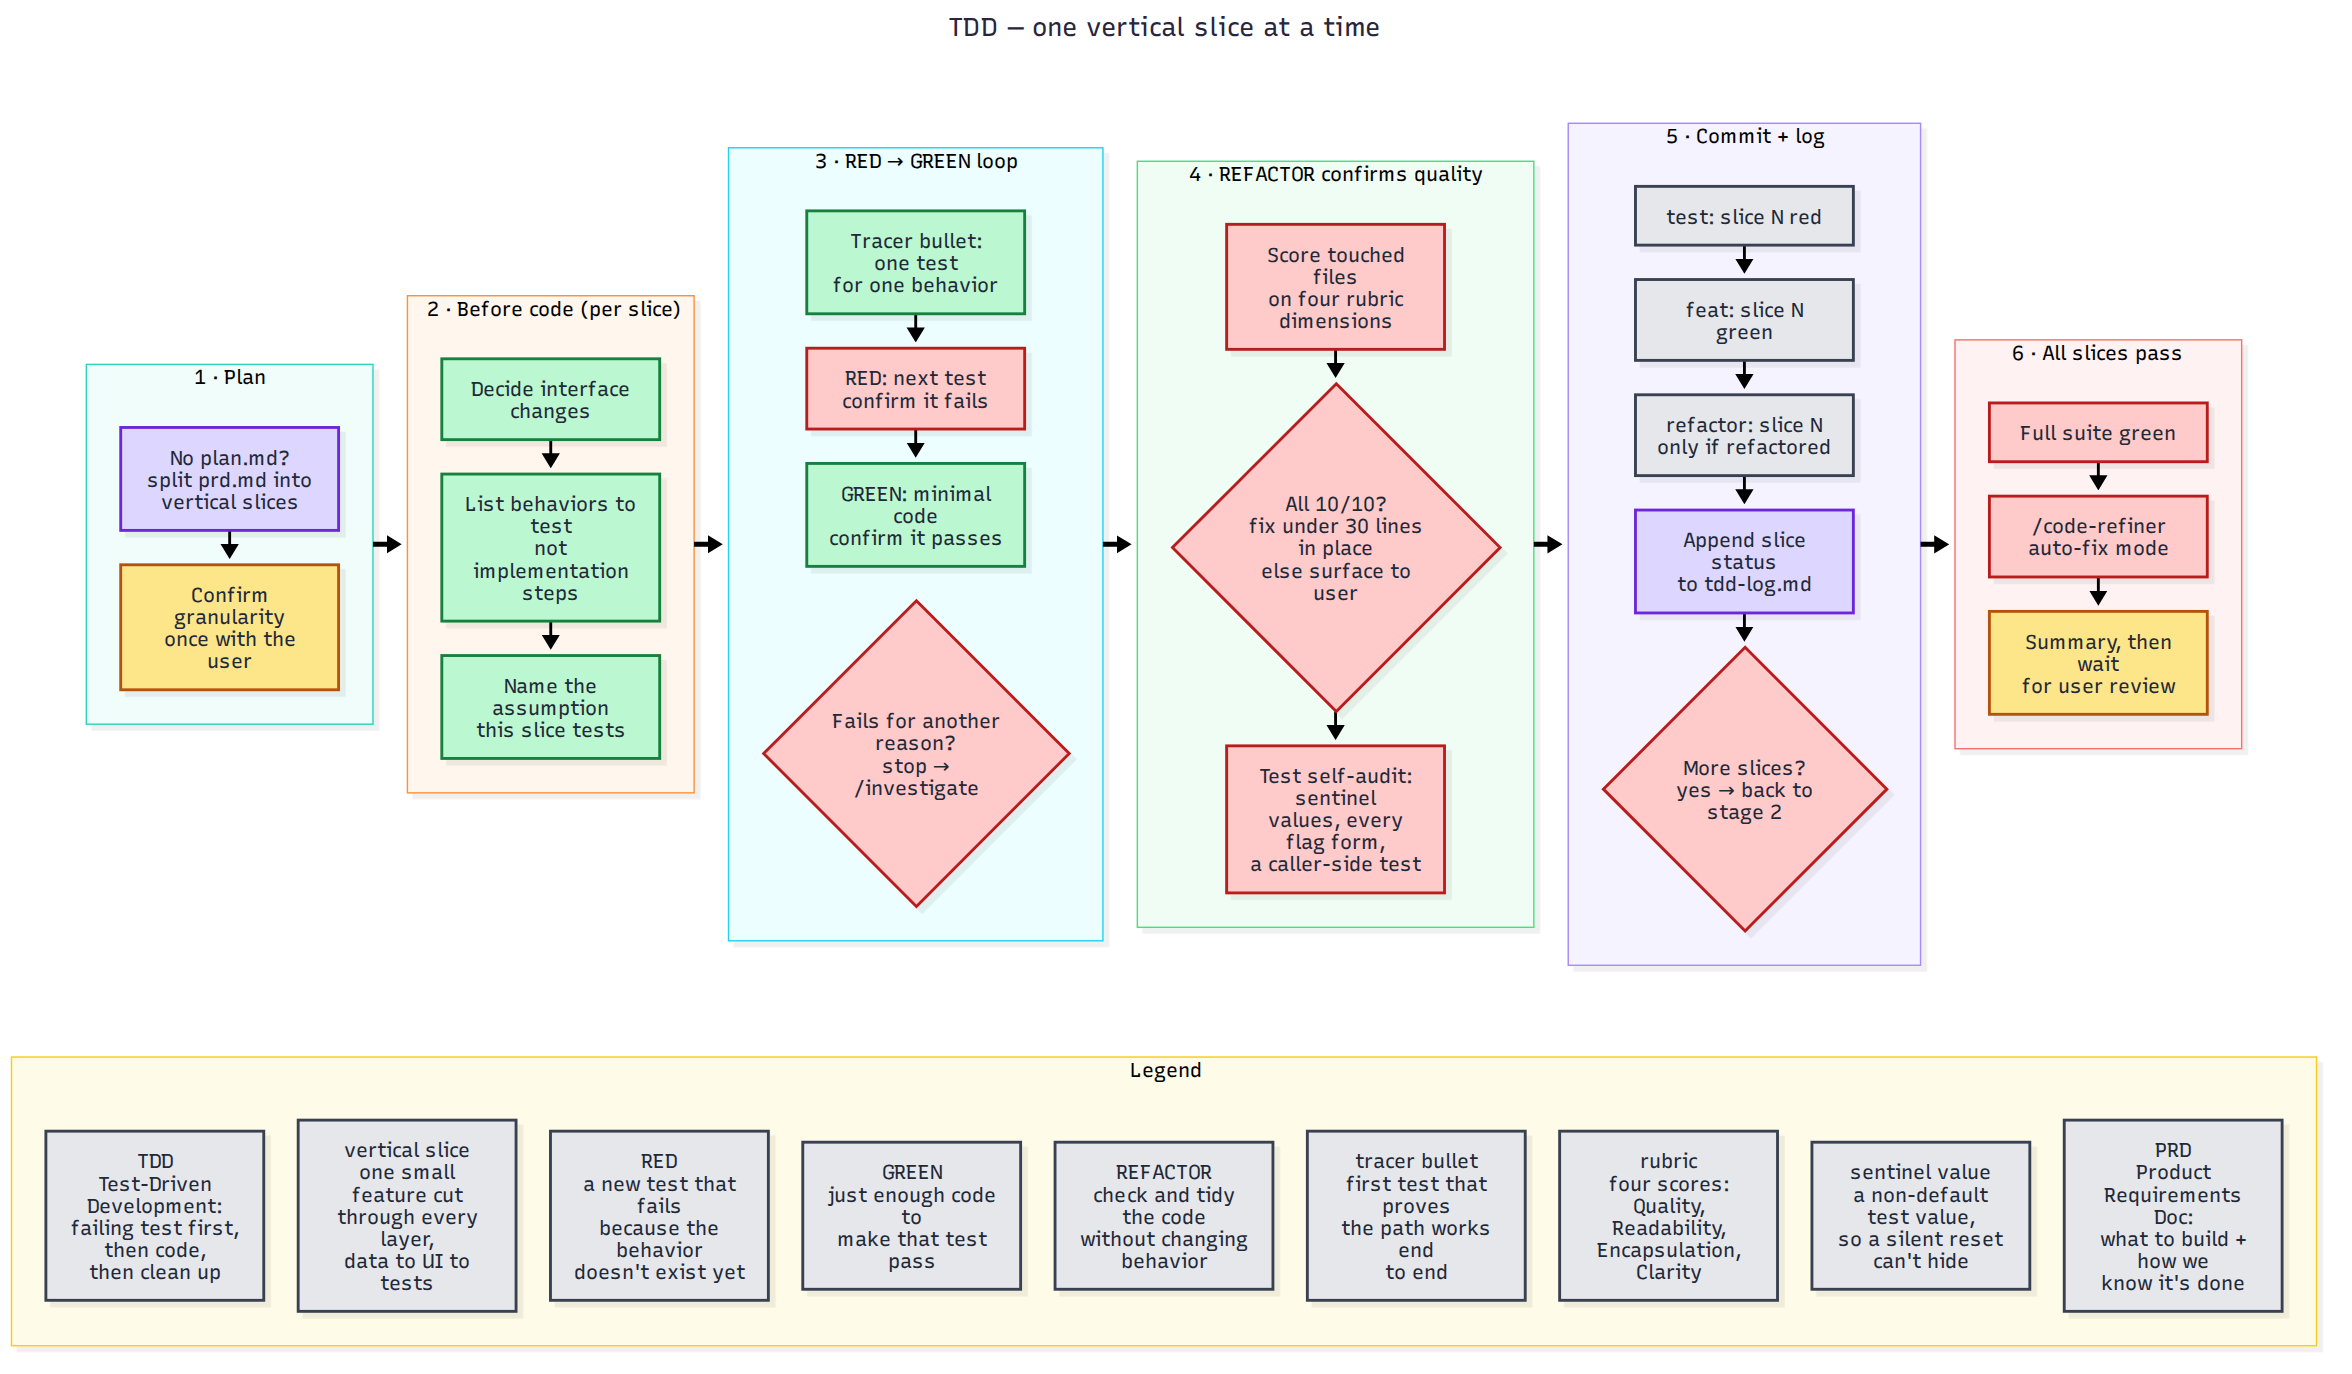 TDD – one vertical slice at a time
1 · Plan
No plan.md?
split prd.md into
vertical slices
Confirm
granularity
once with the
user
2 · Before code (per slice)
Decide interface
changes
List behaviors to
test
not
implementation
steps
Name the
assumption
this slice tests
3 · RED → GREEN loop
Tracer bullet:
one test
for one behavior
RED: next test
confirm it fails
GREEN: minimal
code
confirm it passes
Fails for another
reason?
stop →
/investigate
4 · REFACTOR confirms quality
Score touched
files
on four rubric
dimensions
All 10/10?
fix under 30 lines
in place
else surface to
user
Test self-audit:
sentinel
values, every
flag form,
a caller-side test
5 · Commit + log
test: slice N red
feat: slice N
green
refactor: slice N
only if refactored
Append slice
status
to tdd-log.md
More slices?
yes → back to
stage 2
6 · All slices pass
Full suite green
/code-refiner
auto-fix mode
Summary, then
wait
for user review
Legend
TDD
Test-Driven
Development:
failing test first,
then code,
then clean up
vertical slice
one small
feature cut
through every
layer,
data to UI to
tests
RED
a new test that
fails
because the
behavior
doesn't exist yet
GREEN
just enough code
to
make that test
pass
REFACTOR
check and tidy
the code
without changing
behavior
tracer bullet
first test that
proves
the path works
end
to end
rubric
four scores:
Quality,
Readability,
Encapsulation,
Clarity
sentinel value
a non-default
test value,
so a silent reset
can't hide
PRD
Product
Requirements
Doc:
what to build +
how we
know it's done